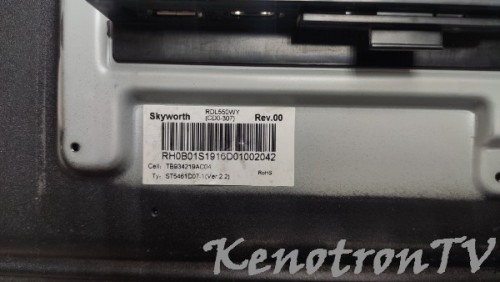 Skyworth
RDL550WY
(CD0-307)
Rev.00
RH0B01S1916D01002042
Cell: TB934219AC04
RoHS
Ty: ST5461D07-1(Ver.2.2)
KenotronTV